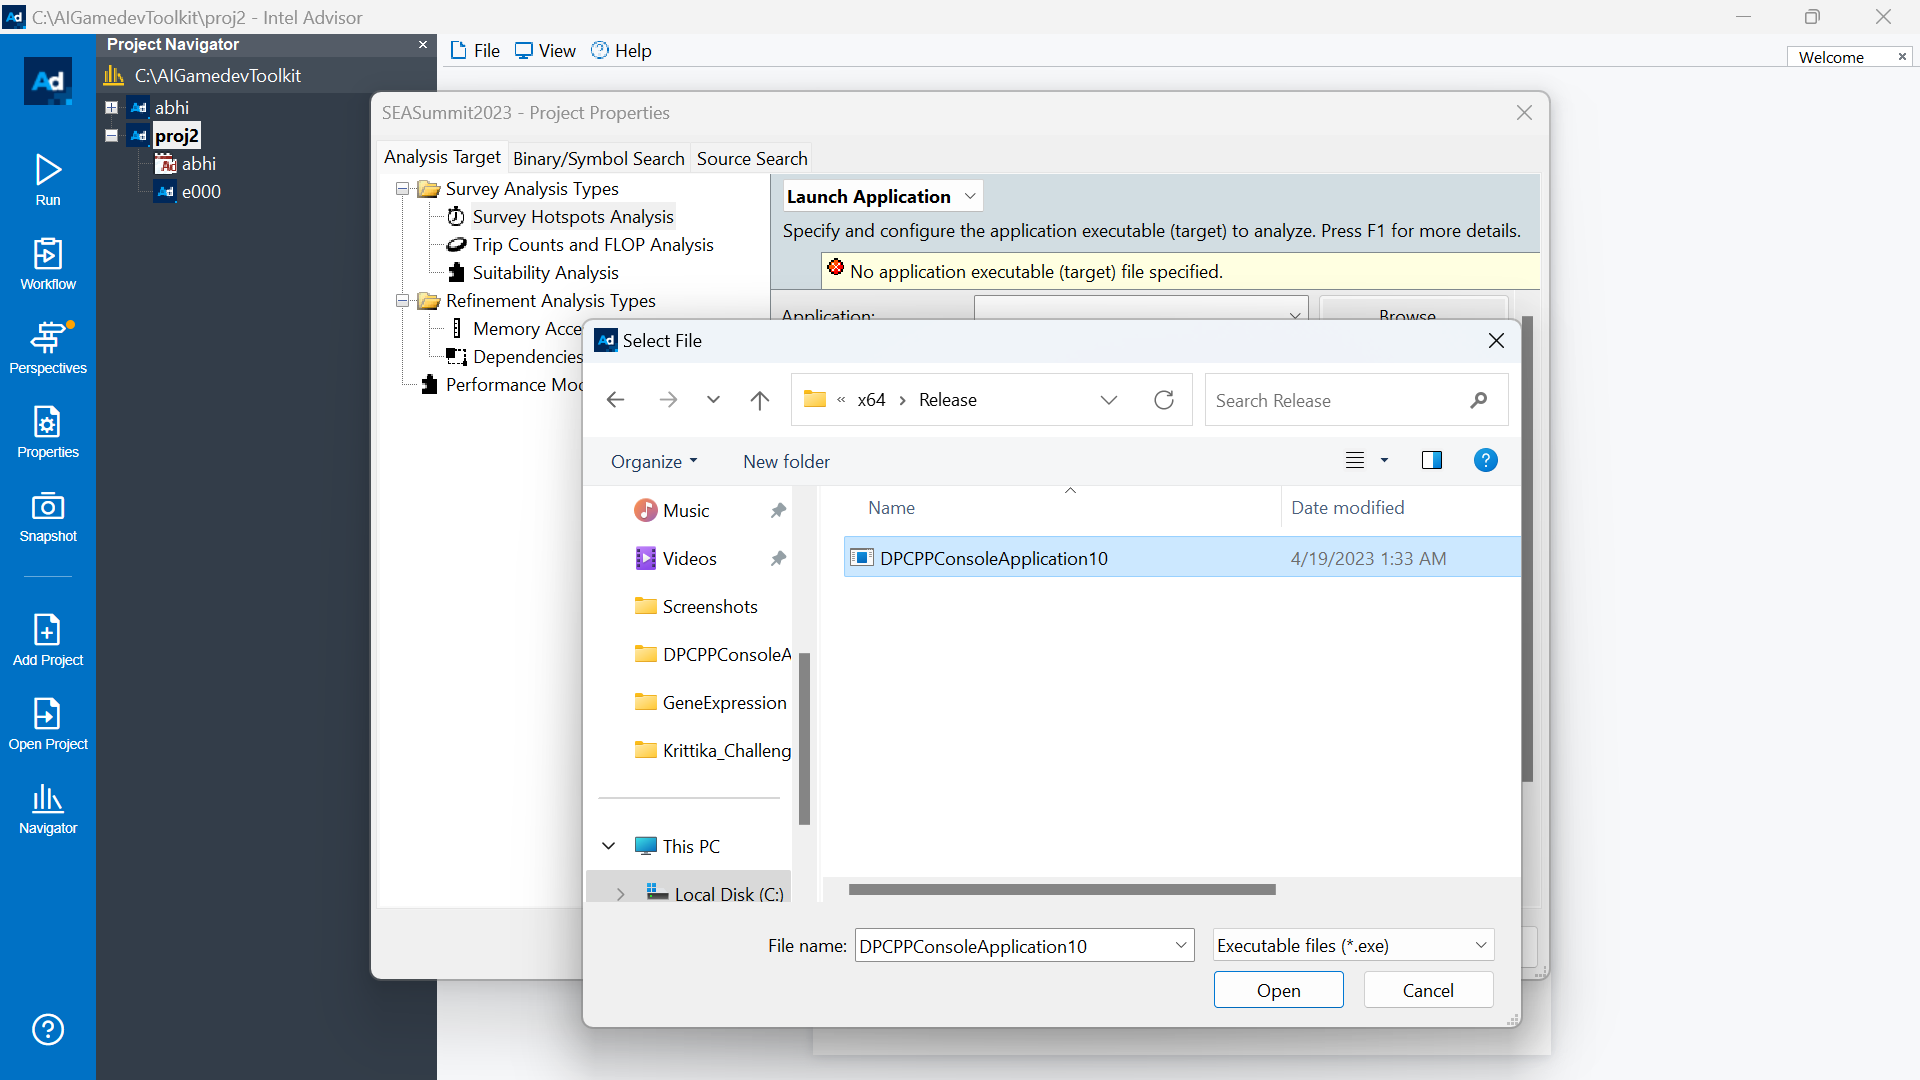 C:\AIGamedevToolkit\proj2 - Intel Advisor
Project Navigator
C:\AIGamedevToolkit
abhi
proj2
abhi
e000
Ad
Run
Workflow
Perspectives
Properties
Snapshot
Add Project
Open Project
Navigator
File View Help
Welcome
SEASummit2023 - Project Properties
Analysis Target Binary/Symbol Search Source Search
Survey Analysis Types
Survey Hotspots Analysis
Trip Counts and FLOP Analysis
Suitability Analysis
Refinement Analysis Types
Memory Acce
Dependencies
Performance Mod
Launch Application
Specify and configure the application executable (target) to analyze. Press F1 for more details.
No application executable (target) file specified.
Application: Browse...
Select File
« x64 › Release
Search Release
Organize New folder
Name Date modified
DPCPPConsoleApplication10 4/19/2023 1:33 AM
Music
Videos
Screenshots
DPCPPConsoleA
GeneExpression
Krittika_Challeng
This PC
Local Disk (C:)
File name: DPCPPConsoleApplication10 Executable files (*.exe)
Open Cancel